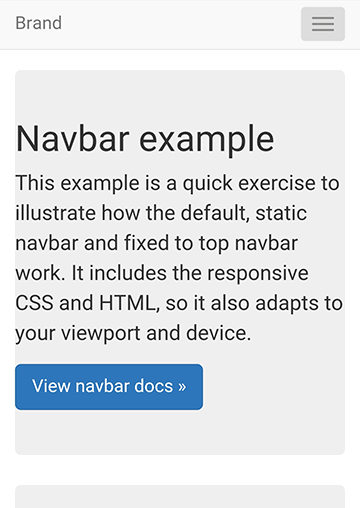 Brand
Navbar example
This example is a quick exercise to
illustrate how the default, static
navbar and fixed to top navbar
work. It includes the responsive
CSS and HTML, so it also adapts to
your viewport and device.
View navbar docs »